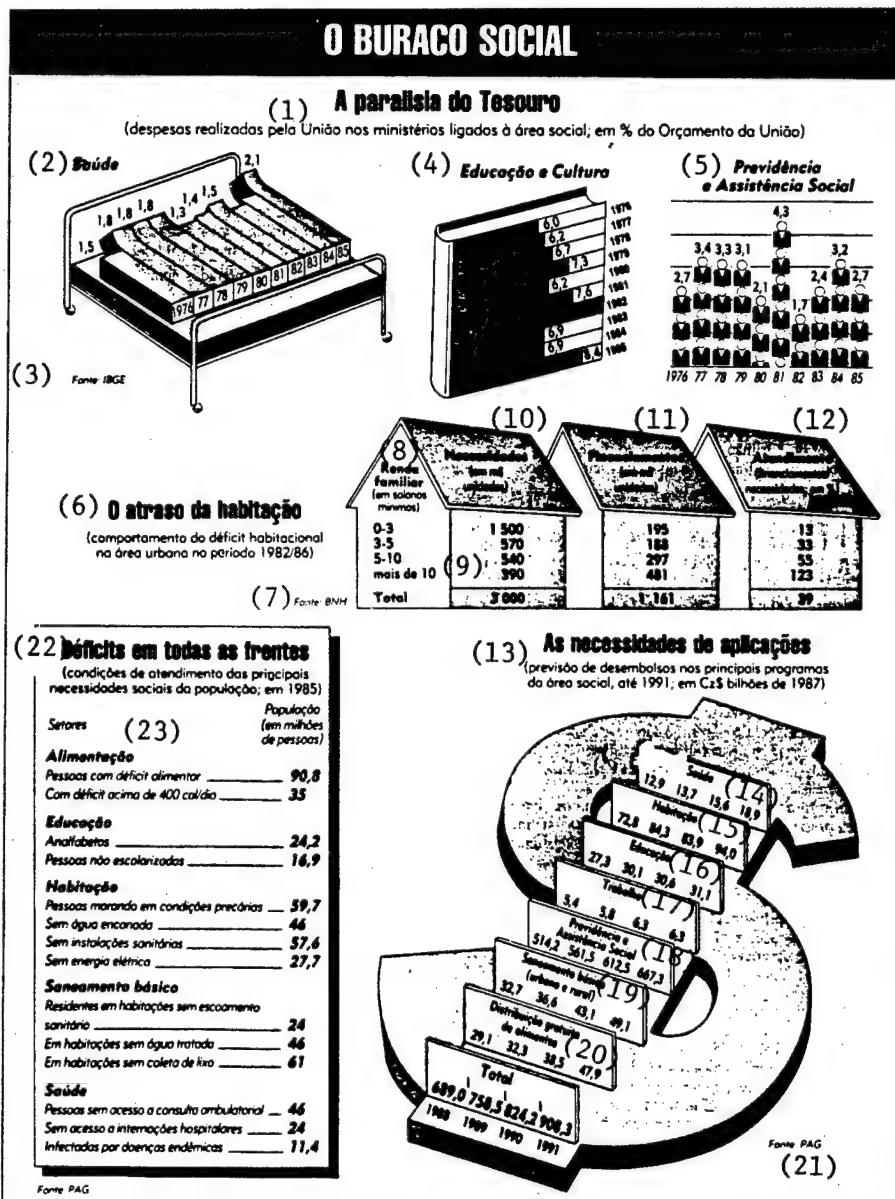 O BURACO SOCIAL
(1) A paralisia do Tesouro
(despesas realizadas pela União nos ministérios ligados à área social; em % do Orçamento da União)
(2) Saúde
1,5 1,8 1,8 1,8 1,3 1,4 1,5 2,1
1976 77 78 79 80 81 82 83 84 85
(3) Fonte: IBGE
(4) Educação e Cultura
1976
6,0 1977
6,2 1978
6,7 1979
7,3 1980
6,2 1981
7,6 1982
1983
6,9 1984
6,9
8,4
(5) Previdência
e Assistência Social
2,7 3,4 3,3 3,1 2,1 4,3 1,7 2,4 3,2 2,7
1976 77 78 79 80 81 82 83 84 85
(6) O atraso da habitação
(comportamento do déficit habitacional
na área urbana no período 1982/86)
(7) Fonte: BNH
(8) (10) (11) (12)
Renda
familiar
(em salários
mínimos)
Necessidades
(em mil
unidades)
0-3 1 500 195 13
3-5 570 188 33
5-10 540 297 55
mais de 10 (9) 390 481 123
Total 3 000 1 161 39
(22) Déficits em todas as frentes
(condições de atendimento das principais
necessidades sociais da população; em 1985)
Setores (23) População
(em milhões
de pessoas)
Alimentação
Pessoas com déficit alimentar 90,8
Com déficit acima de 400 cal/dia 35
Educação
Analfabetos 24,2
Pessoas não escolarizadas 16,9
Habitação
Pessoas morando em condições precárias 59,7
Sem água encanada 46
Sem instalações sanitárias 57,6
Sem energia elétrica 27,7
Saneamento básico
Residentes em habitações sem escoamento
sanitário 24
Em habitações sem água tratada 46
Em habitações sem coleta de lixo 61
Saúde
Pessoas sem acesso a consulta ambulatorial 46
Sem acesso a internações hospitalares 24
Infectadas por doenças endêmicas 11,4
Fonte PAG
(13) As necessidades de aplicações
(previsão de desembolsos nos principais programas
da área social, até 1991; em Cz$ bilhões de 1987)
Saúde (14)
12,9 13,7 15,6 18,9
Habitação (15)
72,8 84,3 83,9 94,0
Educação (16)
27,3 30,1 30,6 31,1
Trabalho (17)
5,4 5,8 6,3 6,3
Previdência e
Assistência Social (18)
514,2 561,5 612,5 667,3
Saneamento básico
(urbano e rural) (19)
32,7 36,6 43,1 49,1
Distribuição gratuita
de alimentos (20)
29,1 32,3 38,5 47,9
Total
689,0 758,5 824,2 908,3
1988 1989 1990 1991
Fonte PAG
(21)